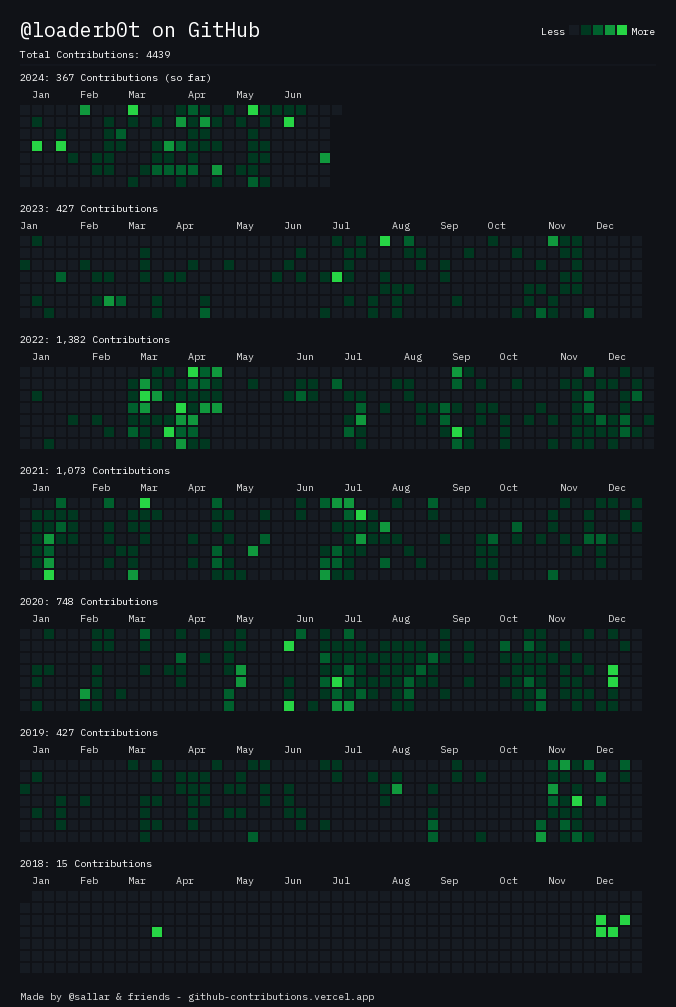 @loaderb0t on GitHub
Less More
Total Contributions: 4439
2024: 367 Contributions (so far)
Jan Feb Mar Apr May Jun
2023: 427 Contributions
Jan Feb Mar Apr May Jun Jul Aug Sep Oct Nov Dec
2022: 1,382 Contributions
Jan Feb Mar Apr May Jun Jul Aug Sep Oct Nov Dec
2021: 1,073 Contributions
Jan Feb Mar Apr May Jun Jul Aug Sep Oct Nov Dec
2020: 748 Contributions
Jan Feb Mar Apr May Jun Jul Aug Sep Oct Nov Dec
2019: 427 Contributions
Jan Feb Mar Apr May Jun Jul Aug Sep Oct Nov Dec
2018: 15 Contributions
Jan Feb Mar Apr May Jun Jul Aug Sep Oct Nov Dec
Made by @sallar & friends - github-contributions.vercel.app